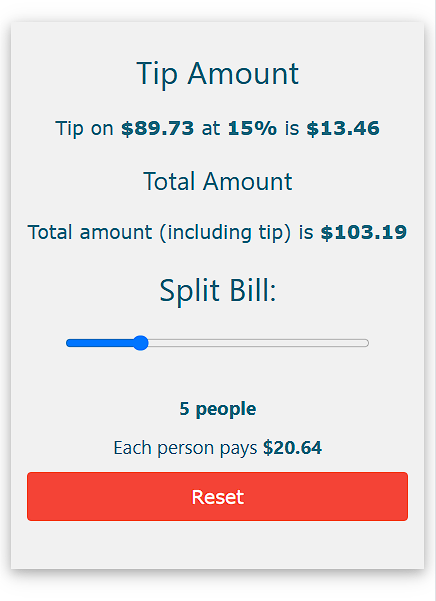 Tip Amount
Tip on $89.73 at 15% is $13.46
Total Amount
Total amount (including tip) is $103.19
Split Bill:
5 people
Each person pays $20.64
Reset